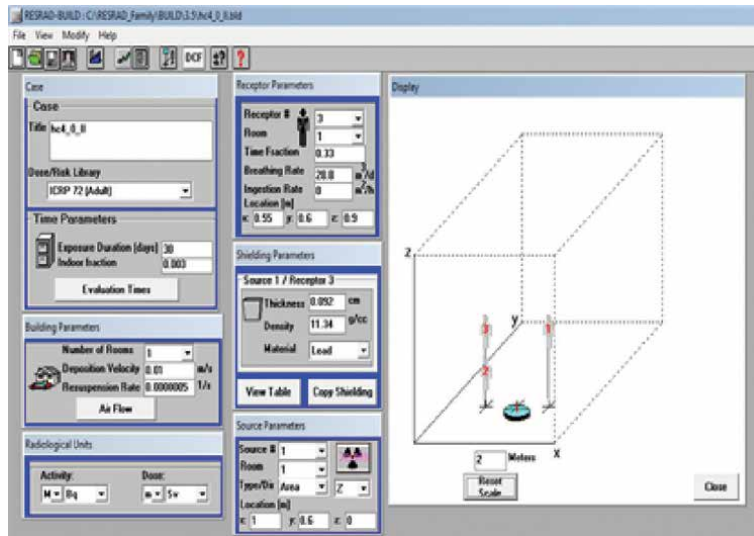 RESRAD-BUILD : C:\RESRAD_Family\BUILD\3.5\hc4_0_II.bld
File View Modify Help
DCF ±? ?
Case
Case
Title hc4_0_II
Dose/Risk Library
ICRP 72 (Adult)
Time Parameters
Exposure Duration (days) 30
Indoor fraction 0.003
Evaluation Times
Building Parameters
Number of Rooms 1
Deposition Velocity 0.01 m/s
Resuspension Rate 0.0000005 1/s
Air Flow
Radiological Units
Activity: Dose:
M Bq m Sv
Receptor Parameters
Receptor # 3
Room 1
Time Fraction 0.33
Breathing Rate 28.8 m³/d
Ingestion Rate 0 m²/h
Location [m]
x: 0.55 y: 0.6 z: 0.9
Shielding Parameters
Source 1 / Receptor 3
Thickness 0.092 cm
Density 11.34 g/cc
Material Lead
View Table Copy Shielding
Source Parameters
Source # 1
Room 1
Type/Dir Area Z
Location [m]
x: 1 y: 0.6 z: 0
Display
z
y
3 1
2
1
x
2 Meters
Reset Scale
Close